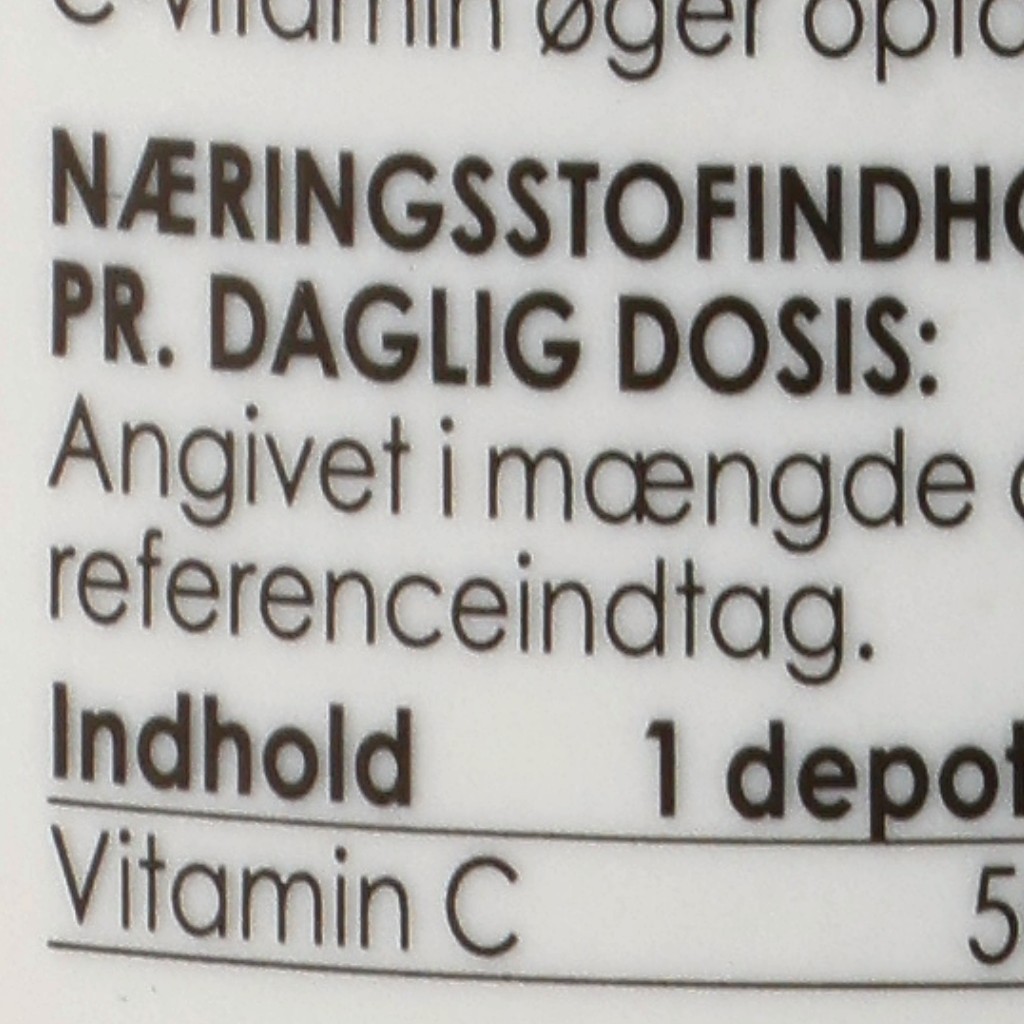 C-vitamin øger
NÆRINGSSTOFINDHO
PR. DAGLIG DOSIS:
Angivet i mængde
referenceindtag.
Indhold 1 depot
Vitamin C 5